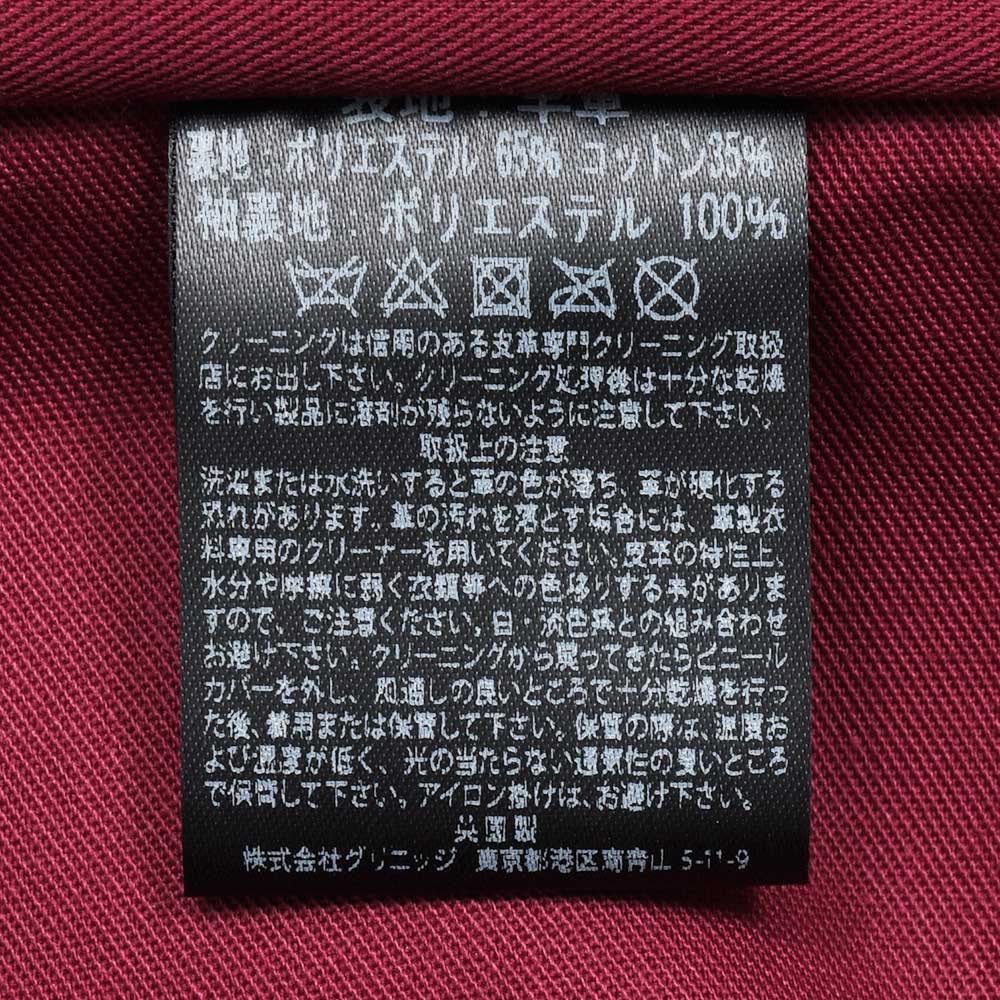 表地：羊革
裏地：ポリエステル 65% コットン35%
袖裏地：ポリエステル 100%
クリーニングは信用のある皮革専門クリーニング取扱
店にお出し下さい。クリーニング処理後は十分な乾燥
を行い製品に溶剤が残らないように注意して下さい。
取扱上の注意
洗濯または水洗いすると革の色が落ち、革が硬化する
恐れがあります。革の汚れを落とす場合には、革製衣
料専用のクリーナーを用いてください。皮革の特性上、
水分や摩擦に弱く衣類等への色移りする事がありま
すので、ご注意ください。白・淡色系との組み合わせ
お避け下さい。クリーニングから戻ってきたらビニール
カバーを外し、風通しの良いところで十分乾燥を行っ
た後、着用または保管して下さい。保管の際は、温度お
よび湿度が低く、光の当たらない通気性の良いところ
で保管して下さい。アイロン掛けは、お避け下さい。
英国製
株式会社グリニッジ 東京都港区南青山 5-11-9